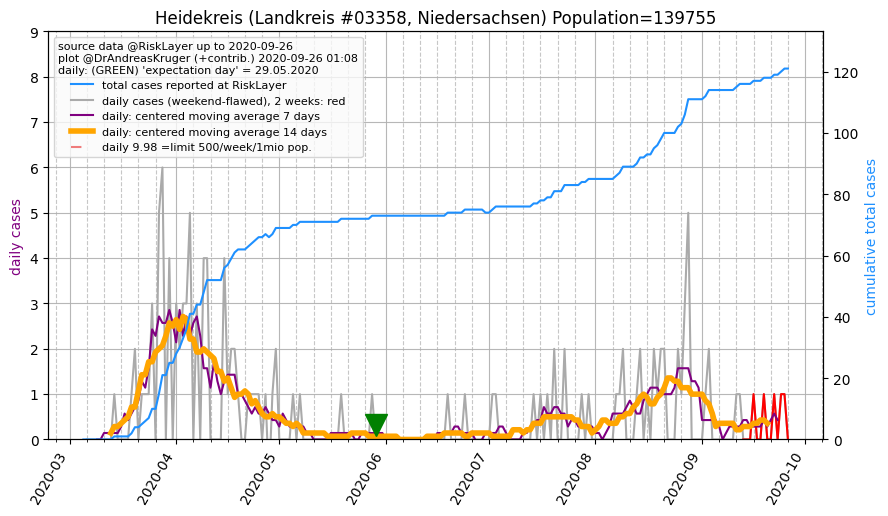 Heidekreis (Landkreis #03358, Niedersachsen) Population=139755
source data @RiskLayer up to 2020-09-26
plot @DrAndreasKruger (+contrib.) 2020-09-26 01:08
daily: (GREEN) 'expectation day' = 29.05.2020
total cases reported at RiskLayer
daily cases (weekend-flawed), 2 weeks: red
daily: centered moving average 7 days
daily: centered moving average 14 days
daily 9.98 =limit 500/week/1mio pop.
daily cases
9
8
7
6
5
4
3
2
1
0
cumulative total cases
120
100
80
60
40
20
0
2020-03
2020-04
2020-05
2020-06
2020-07
2020-08
2020-09
2020-10